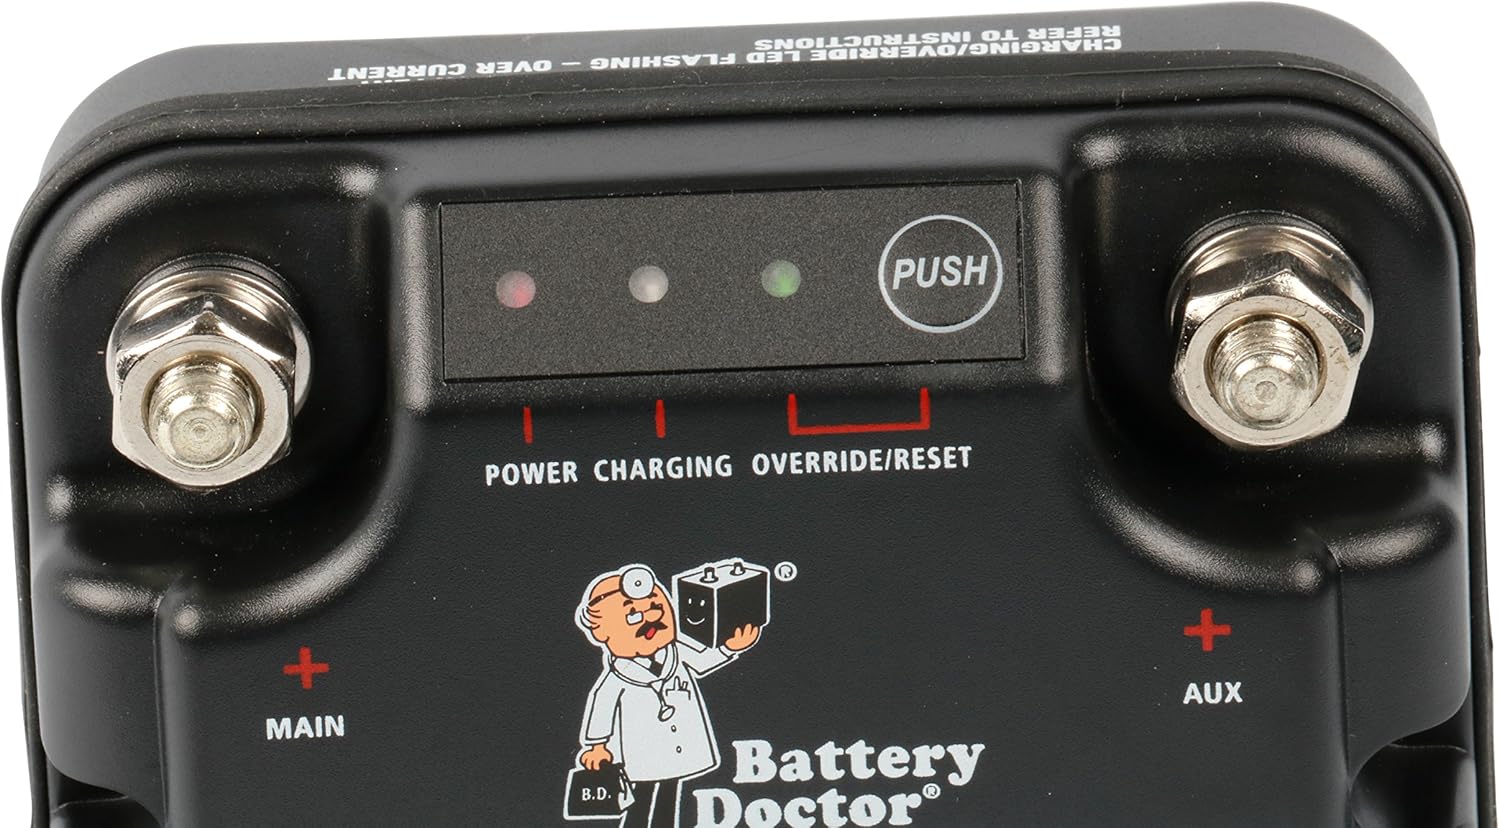 CHARGING/OVERRIDE LED FLASHING – OVER CURRENT
REFER TO INSTRUCTIONS
PUSH
POWER CHARGING OVERRIDE/RESET
®
MAIN
AUX
B.D.
Battery
Doctor®